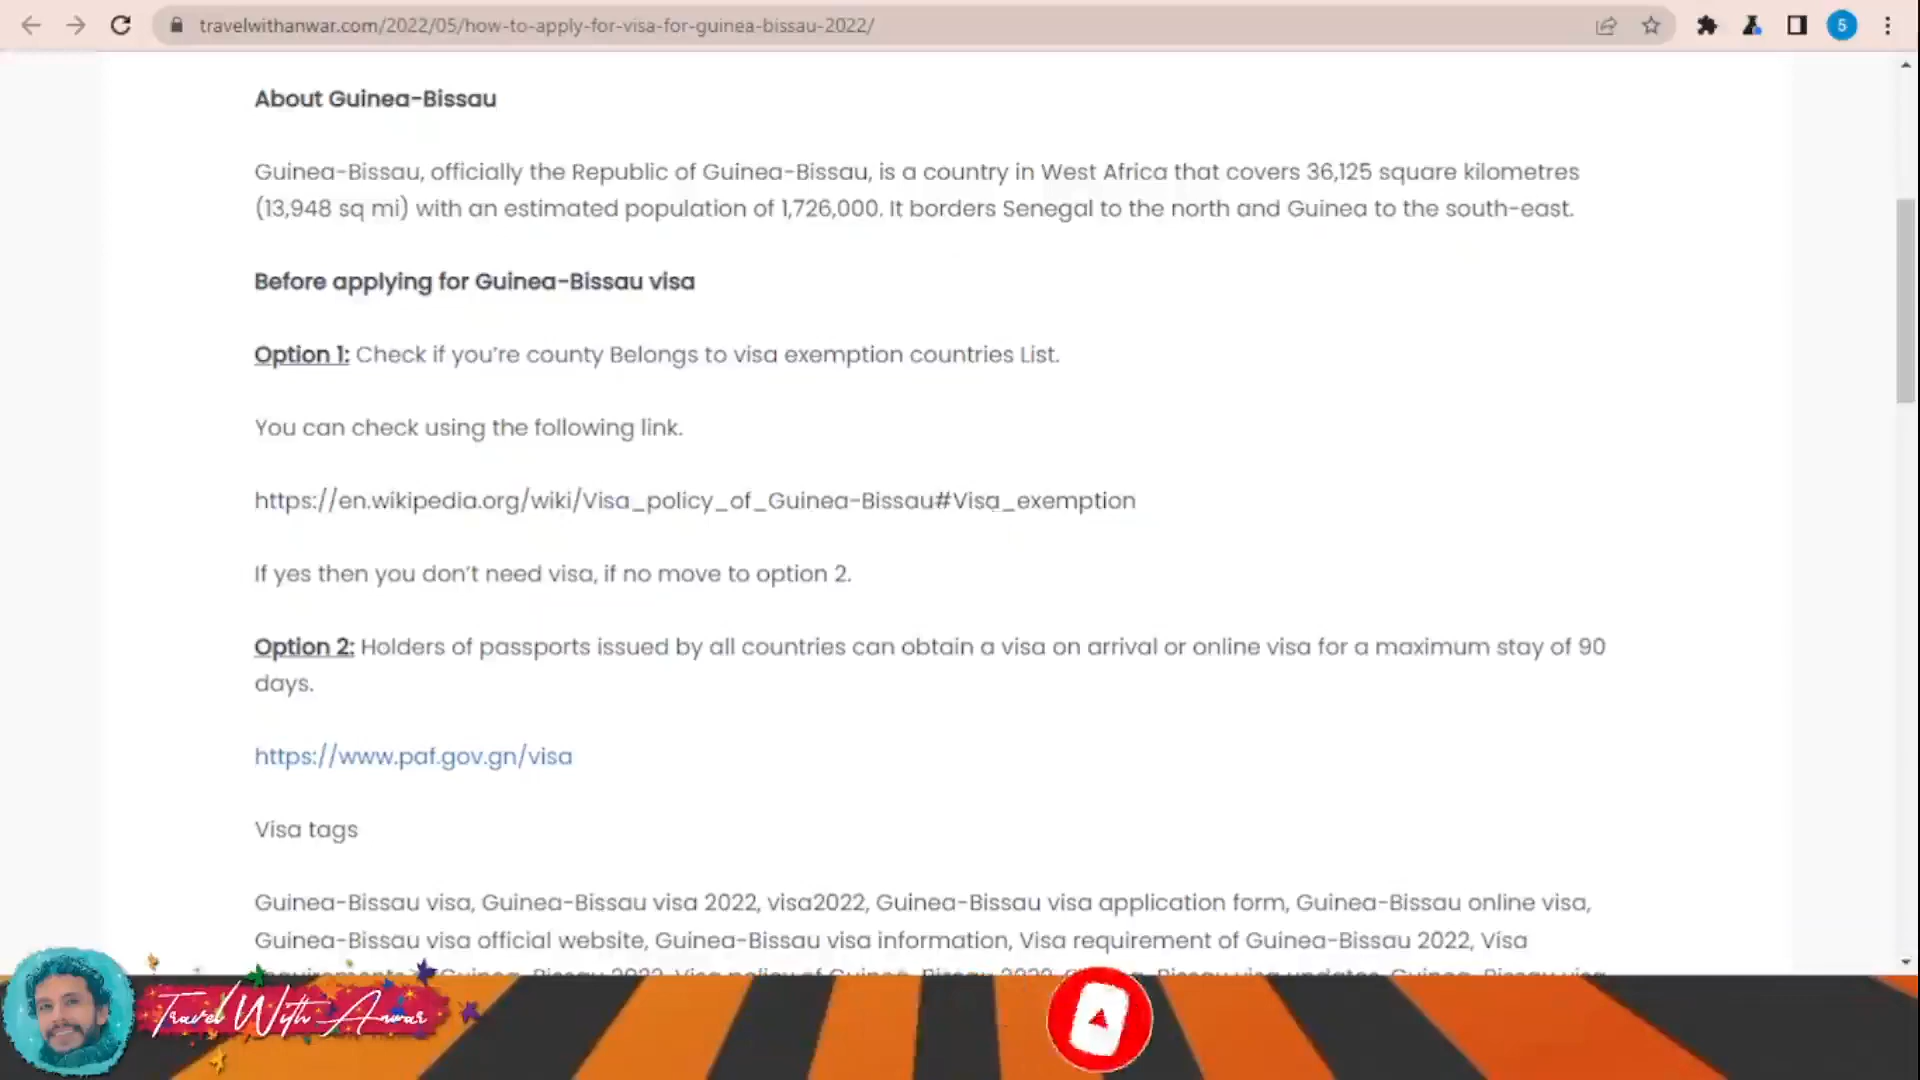 travelwithanwar.com/2022/05/how-to-apply-for-visa-for-guinea-bissau-2022/
5
About Guinea-Bissau
Guinea-Bissau, officially the Republic of Guinea-Bissau, is a country in West Africa that covers 36,125 square kilometres
(13,948 sq mi) with an estimated population of 1,726,000. It borders Senegal to the north and Guinea to the south-east.
Before applying for Guinea-Bissau visa
Option 1: Check if you're county Belongs to visa exemption countries List.
You can check using the following link.
https://en.wikipedia.org/wiki/Visa_policy_of_Guinea-Bissau#Visa_exemption
If yes then you don't need visa, if no move to option 2.
Option 2: Holders of passports issued by all countries can obtain a visa on arrival or online visa for a maximum stay of 90
days.
https://www.paf.gov.gn/visa
Visa tags
Guinea-Bissau visa, Guinea-Bissau visa 2022, visa2022, Guinea-Bissau visa application form, Guinea-Bissau online visa,
Guinea-Bissau visa official website, Guinea-Bissau visa information, Visa requirement of Guinea-Bissau 2022, Visa
Travel With Anwar